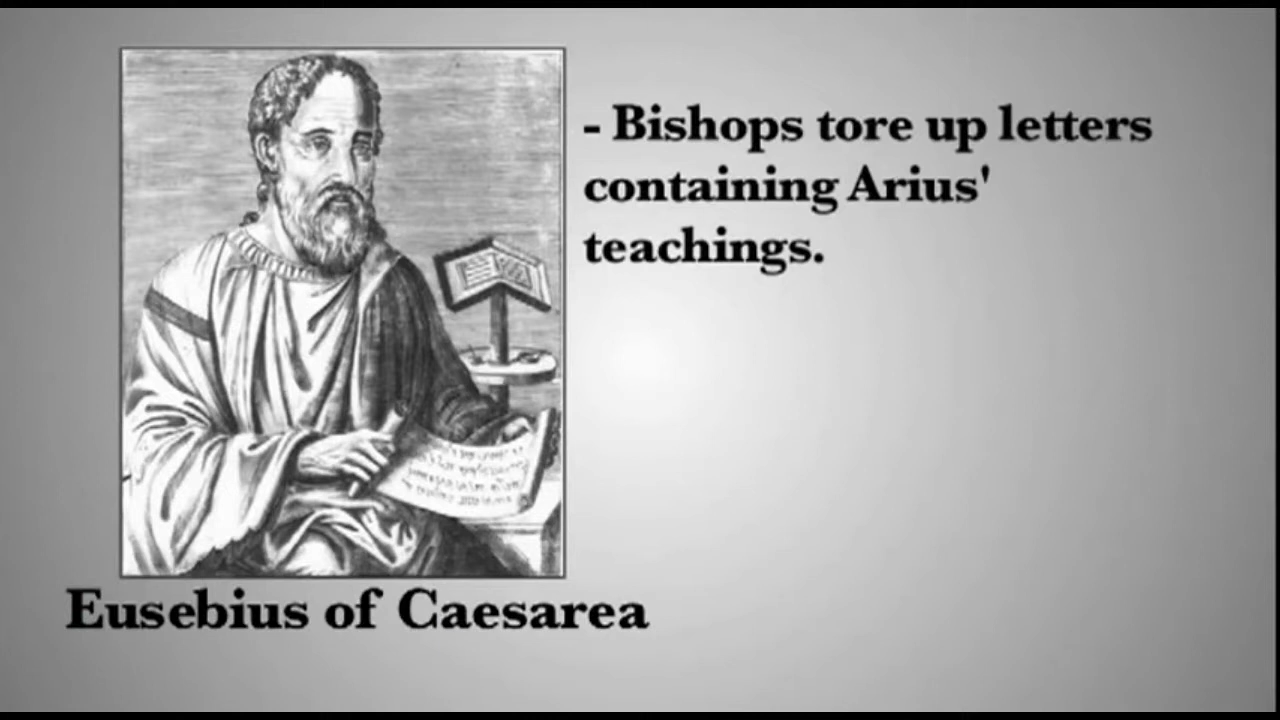 - Bishops tore up letters
containing Arius'
teachings.
Eusebius of Caesarea